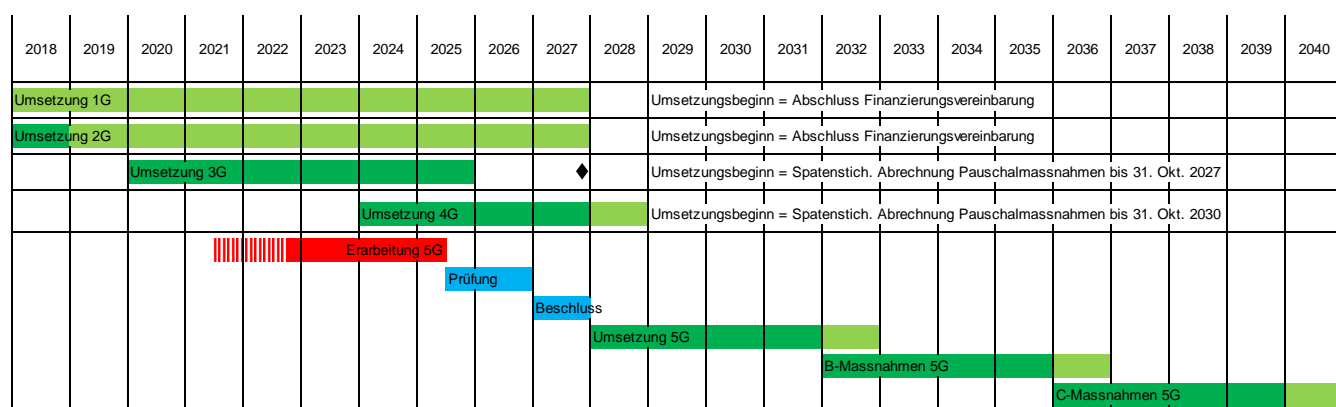 2018 2019 2020 2021 2022 2023 2024 2025 2026 2027 2028 2029 2030 2031 2032 2033 2034 2035 2036 2037 2038 2039 2040
Umsetzung 1G Umsetzungsbeginn = Abschluss Finanzierungsvereinbarung
Umsetzung 2G Umsetzungsbeginn = Abschluss Finanzierungsvereinbarung
Umsetzung 3G Umsetzungsbeginn = Spatenstich. Abrechnung Pauschalmassnahmen bis 31. Okt. 2027
Umsetzung 4G Umsetzungsbeginn = Spatenstich. Abrechnung Pauschalmassnahmen bis 31. Okt. 2030
Erarbeitung 5G
Prüfung
Beschluss
Umsetzung 5G
B-Massnahmen 5G
C-Massnahmen 5G